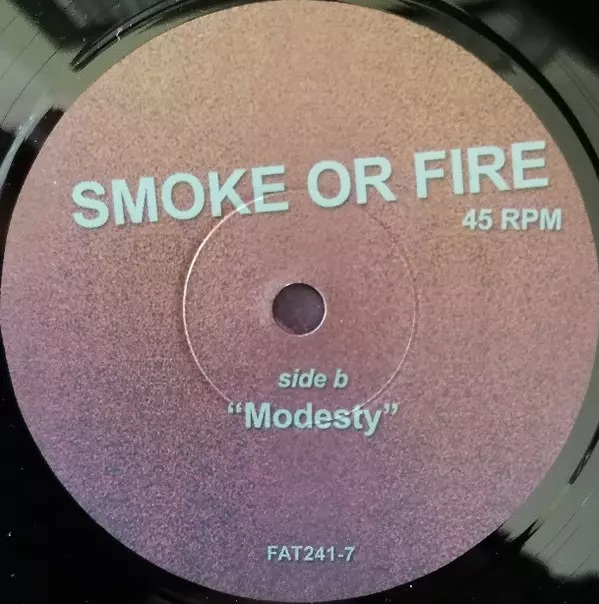 SMOKE OR FIRE
45 RPM
side b
“Modesty”
FAT241-7